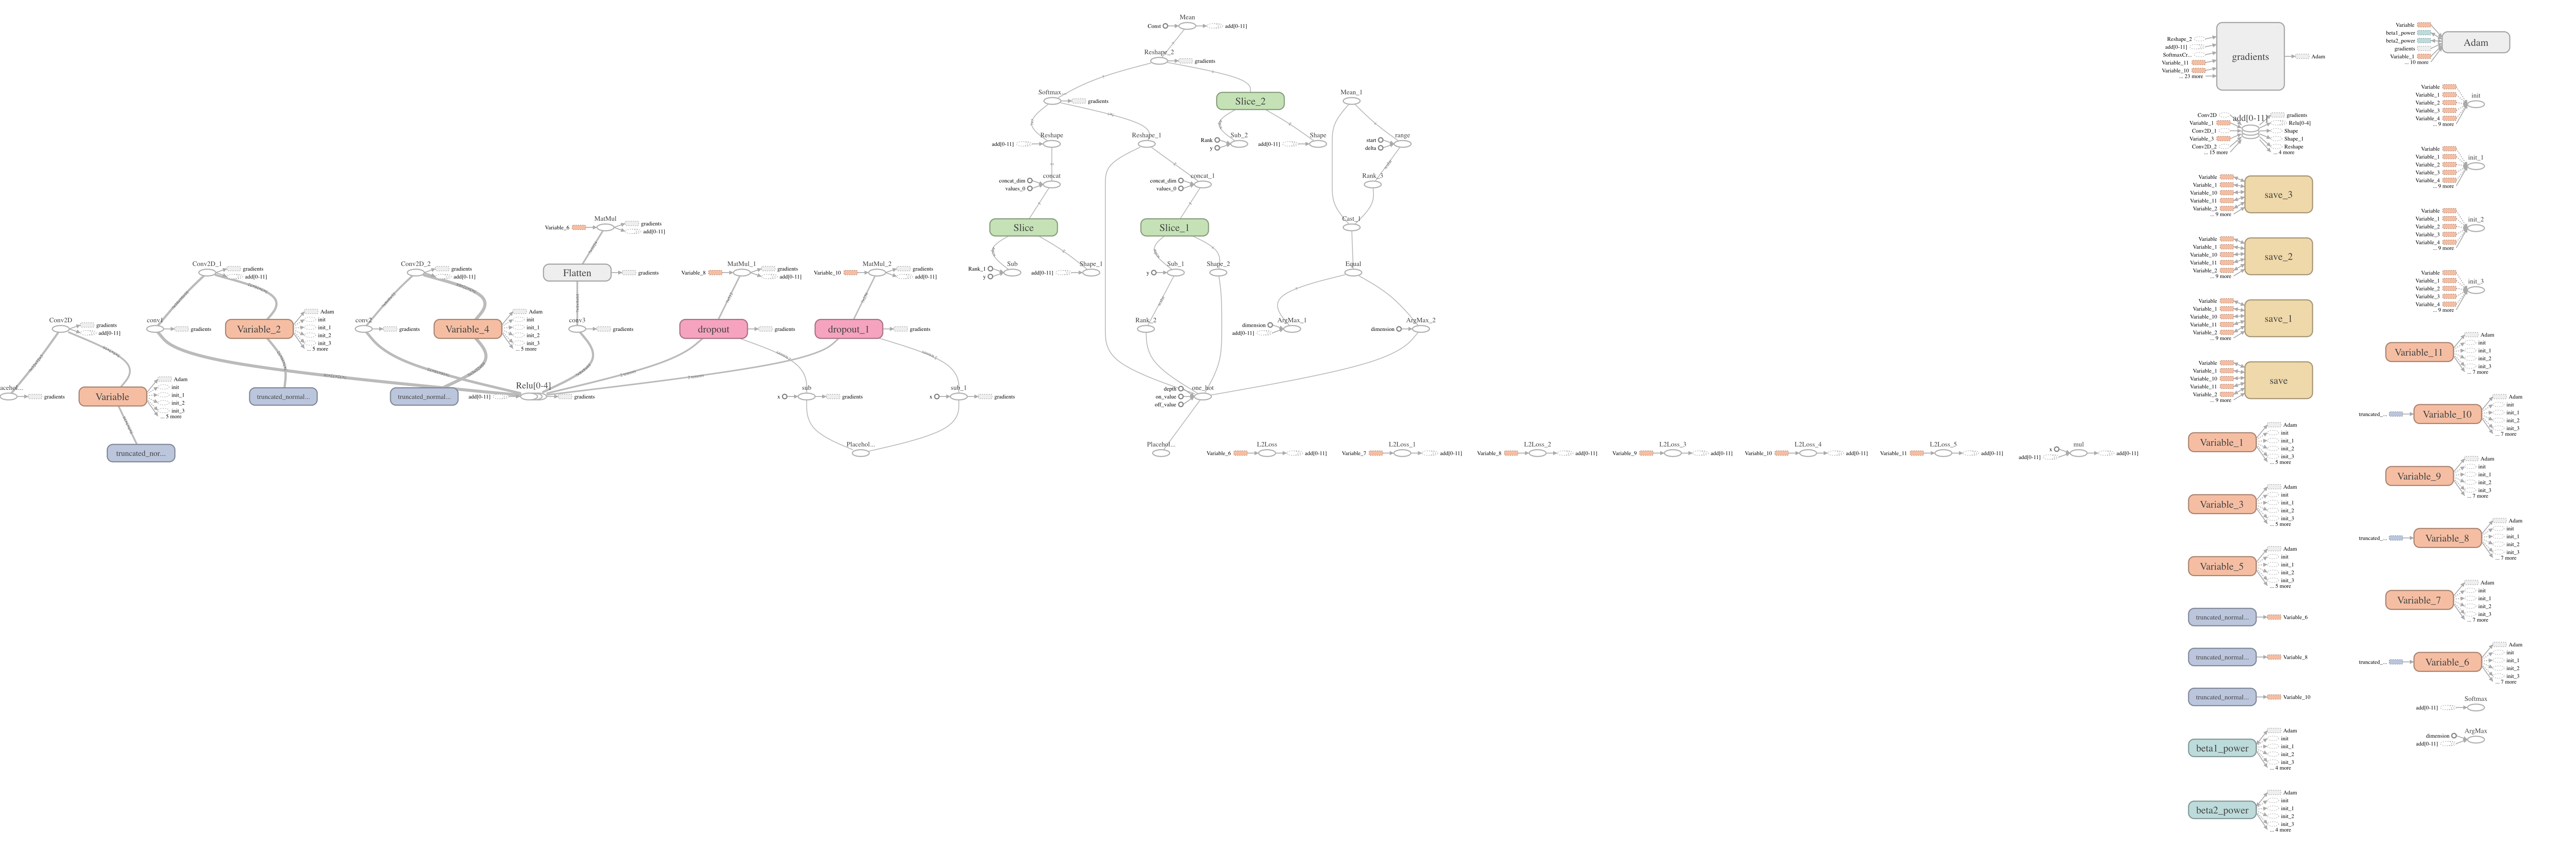 Mean
Const
add[0-11]
Reshape_2
gradients
Softmax...
gradients
Slice_2
Mean_1
Reshape
add[0-11]
Reshape_1
Rank
y
Sub_2
add[0-11]
Shape
start
delta
range
concat_dim
values_0
concat
concat_dim
values_0
concat_1
Rank_3
Slice
Slice_1
Cast_1
Rank_1
y
Sub
add[0-11]
Shape_1
y
Sub_1
Shape_2
Equal
Rank_2
dimension
add[0-11]
ArgMax_1
dimension
ArgMax_2
depth
on_value
off_value
one_hot
Placehol...
MatMul
Variable_6
gradients
add[0-11]
Flatten
gradients
conv3
gradients
Conv2D_1
gradients
add[0-11]
Conv2D_2
gradients
add[0-11]
MatMul_1
Variable_8
gradients
add[0-11]
MatMul_2
Variable_10
gradients
add[0-11]
Conv2D
gradients
add[0-11]
conv1
gradients
Variable_2
Adam
init
init_1
init_2
init_3
... 5 more
conv2
gradients
Variable_4
Adam
init
init_1
init_2
init_3
... 5 more
dropout
gradients
dropout_1
gradients
acehol...
gradients
Variable
Adam
init
init_1
init_2
init_3
... 5 more
truncated_normal...
truncated_normal...
add[0-11]
Relu[0-4]
gradients
x
sub
gradients
x
sub_1
gradients
truncated_nor...
Placehol...
L2Loss
Variable_6
add[0-11]
L2Loss_1
Variable_7
add[0-11]
L2Loss_2
Variable_8
add[0-11]
L2Loss_3
Variable_9
add[0-11]
L2Loss_4
Variable_10
add[0-11]
L2Loss_5
Variable_11
add[0-11]
mul
x
add[0-11]
add[0-11]
Reshape_2
add[0-11]
SoftmaxCr...
Variable_11
Variable_10
... 23 more
gradients
Adam
Conv2D
Variable_1
Conv2D_1
Variable_3
Conv2D_2
... 15 more
add[0-11]
gradients
Relu[0-4]
Shape
Shape_1
Reshape
... 4 more
Variable
Variable_1
Variable_10
Variable_11
Variable_2
... 9 more
save_3
Variable
Variable_1
Variable_10
Variable_11
Variable_2
... 9 more
save_2
Variable
Variable_1
Variable_10
Variable_11
Variable_2
... 9 more
save_1
Variable
Variable_1
Variable_10
Variable_11
Variable_2
... 9 more
save
Variable_1
Adam
init
init_1
init_2
init_3
... 5 more
Variable_3
Adam
init
init_1
init_2
init_3
... 5 more
Variable_5
Adam
init
init_1
init_2
init_3
... 5 more
truncated_normal...
Variable_6
truncated_normal...
Variable_8
truncated_normal...
Variable_10
beta1_power
Adam
init
init_1
init_2
init_3
... 4 more
beta2_power
Adam
init
init_1
init_2
init_3
... 4 more
Variable
beta1_power
beta2_power
gradients
Variable_1
... 10 more
Adam
Variable
Variable_1
Variable_2
Variable_3
Variable_4
... 9 more
init
Variable
Variable_1
Variable_2
Variable_3
Variable_4
... 9 more
init_1
Variable
Variable_1
Variable_2
Variable_3
Variable_4
... 9 more
init_2
Variable
Variable_1
Variable_2
Variable_3
Variable_4
... 9 more
init_3
Variable_11
Adam
init
init_1
init_2
init_3
... 7 more
truncated_...
Variable_10
Adam
init
init_1
init_2
init_3
... 7 more
Variable_9
Adam
init
init_1
init_2
init_3
... 7 more
truncated_...
Variable_8
Adam
init
init_1
init_2
init_3
... 7 more
Variable_7
Adam
init
init_1
init_2
init_3
... 7 more
truncated_...
Variable_6
Adam
init
init_1
init_2
init_3
... 7 more
Softmax
add[0-11]
ArgMax
dimension
add[0-11]